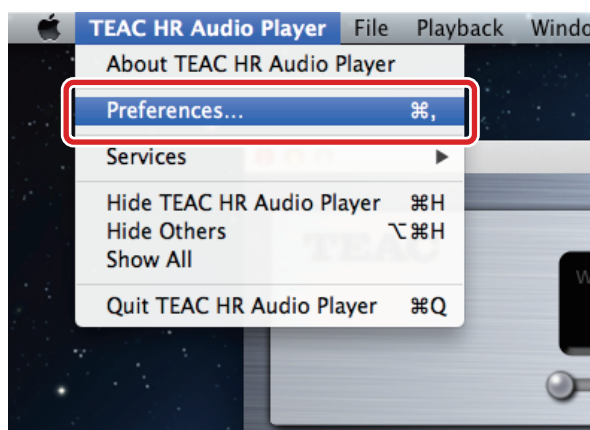 TEAC HR Audio Player File Playback Windo
About TEAC HR Audio Player
Preferences... ⌘,
Services ▶
Hide TEAC HR Audio Player ⌘H
Hide Others ⌥⌘H
Show All
Quit TEAC HR Audio Player ⌘Q
TEAC
W